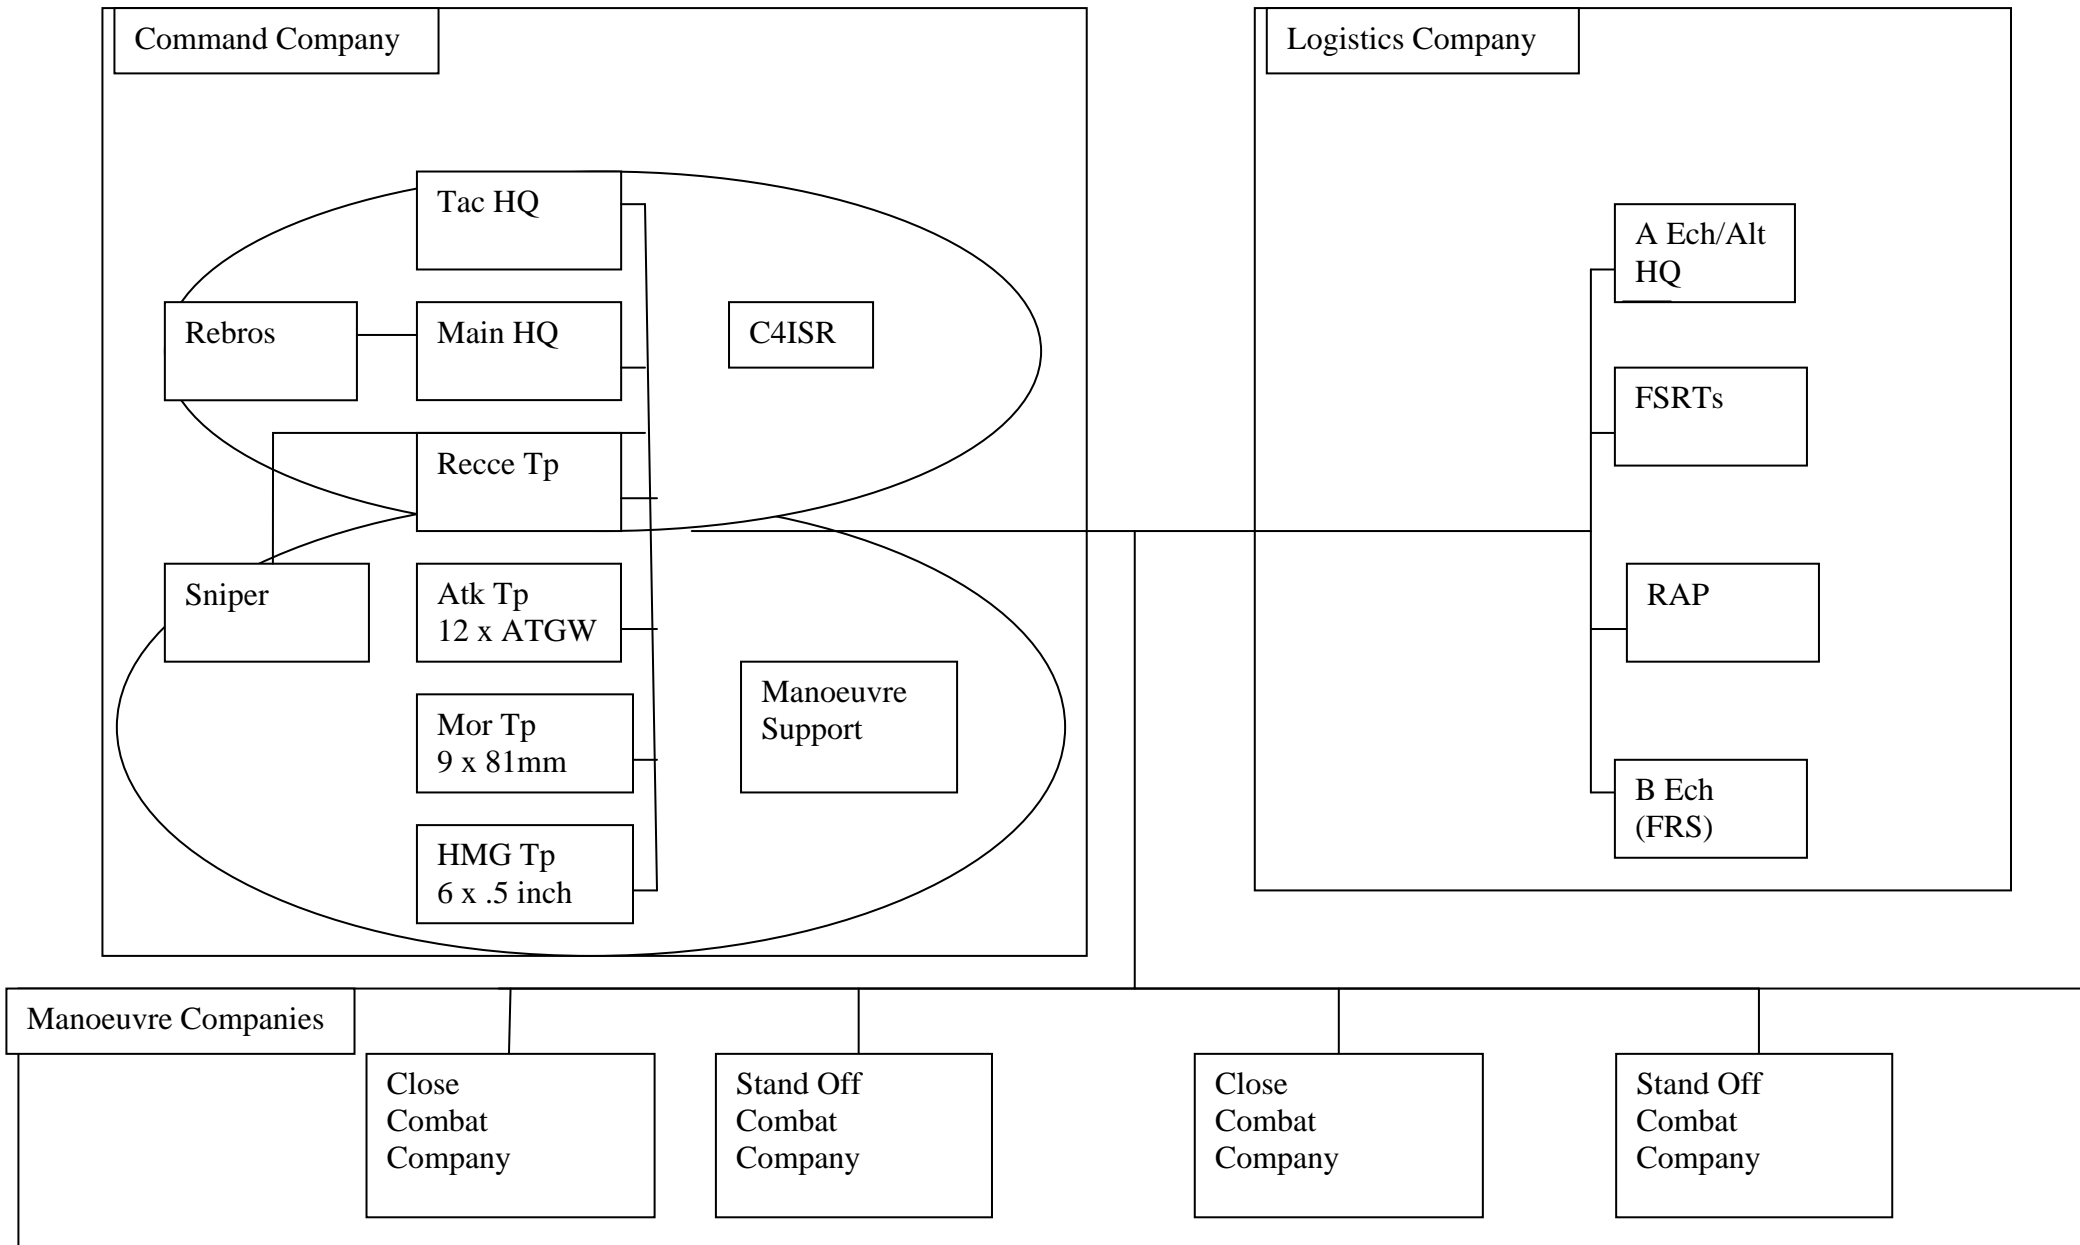 Command Company
Logistics Company
Tac HQ
Rebros
Main HQ
C4ISR
Recce Tp
Sniper
Atk Tp
12 x ATGW
Manoeuvre
Support
Mor Tp
9 x 81mm
HMG Tp
6 x .5 inch
A Ech/Alt
HQ
FSRTs
RAP
B Ech
(FRS)
Manoeuvre Companies
Close
Combat
Company
Stand Off
Combat
Company
Close
Combat
Company
Stand Off
Combat
Company